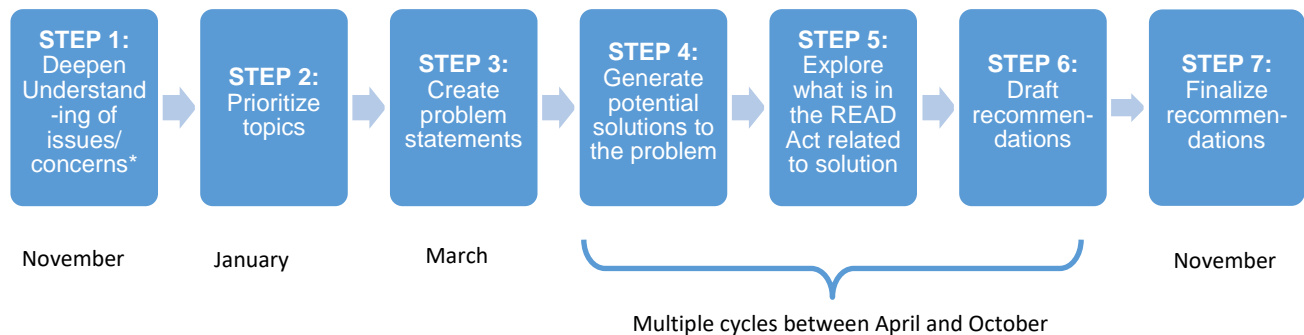 STEP 1:
Deepen
Understand
-ing of
issues/
concerns*
STEP 2:
Prioritize
topics
STEP 3:
Create
problem
statements
STEP 4:
Generate
potential
solutions to
the problem
STEP 5:
Explore
what is in
the READ
Act related
to solution
STEP 6:
Draft
recommen-
dations
STEP 7:
Finalize
recommen-
dations
November
January
March
November
Multiple cycles between April and October